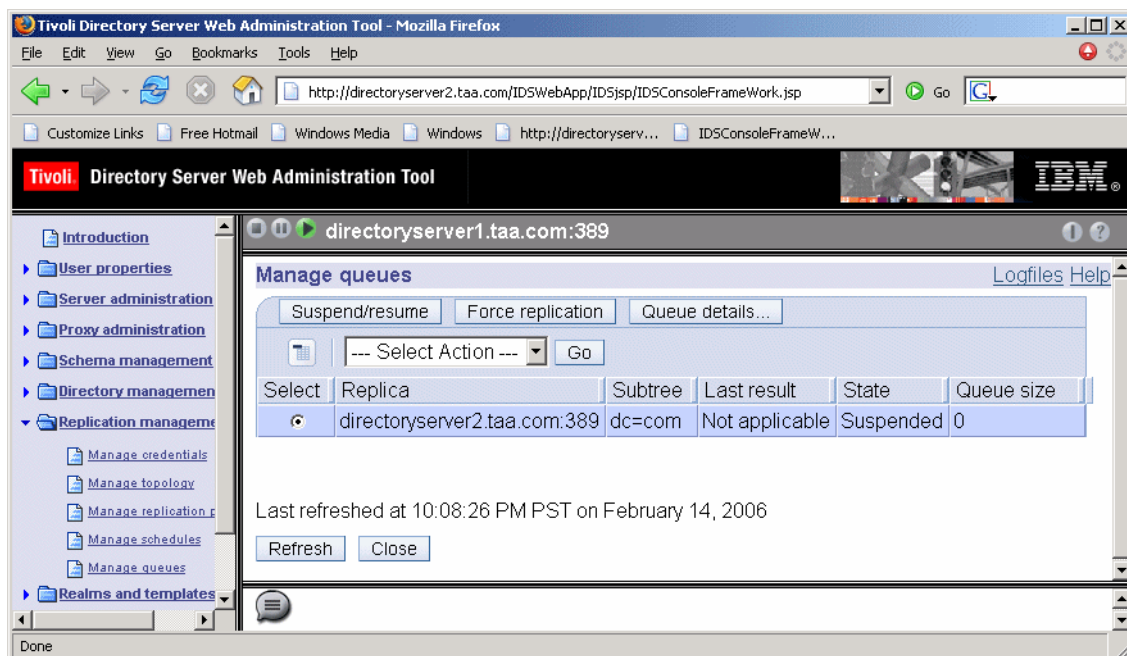 Tivoli Directory Server Web Administration Tool - Mozilla Firefox
File Edit View Go Bookmarks Tools Help
http://directoryserver2.taa.com/IDSWebApp/IDSjsp/IDSConsoleFrameWork.jsp Go G
Customize Links Free Hotmail Windows Media Windows http://directoryserv... IDSConsoleFrameW...
Tivoli. Directory Server Web Administration Tool IBM®
Introduction
User properties
Server administration
Proxy administration
Schema management
Directory managemen
Replication manageme
Manage credentials
Manage topology
Manage replication p
Manage schedules
Manage queues
Realms and templates
directoryserver1.taa.com:389
Manage queues Logfiles Help
Suspend/resume Force replication Queue details...
--- Select Action --- Go
Select Replica Subtree Last result State Queue size
directoryserver2.taa.com:389 dc=com Not applicable Suspended 0
Last refreshed at 10:08:26 PM PST on February 14, 2006
Refresh Close
Done